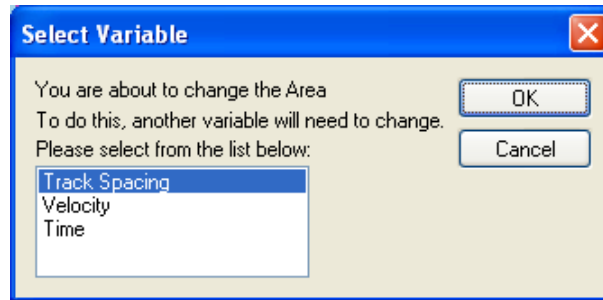 Select Variable
You are about to change the Area
To do this, another variable will need to change.
Please select from the list below:
Track Spacing
Velocity
Time
OK
Cancel